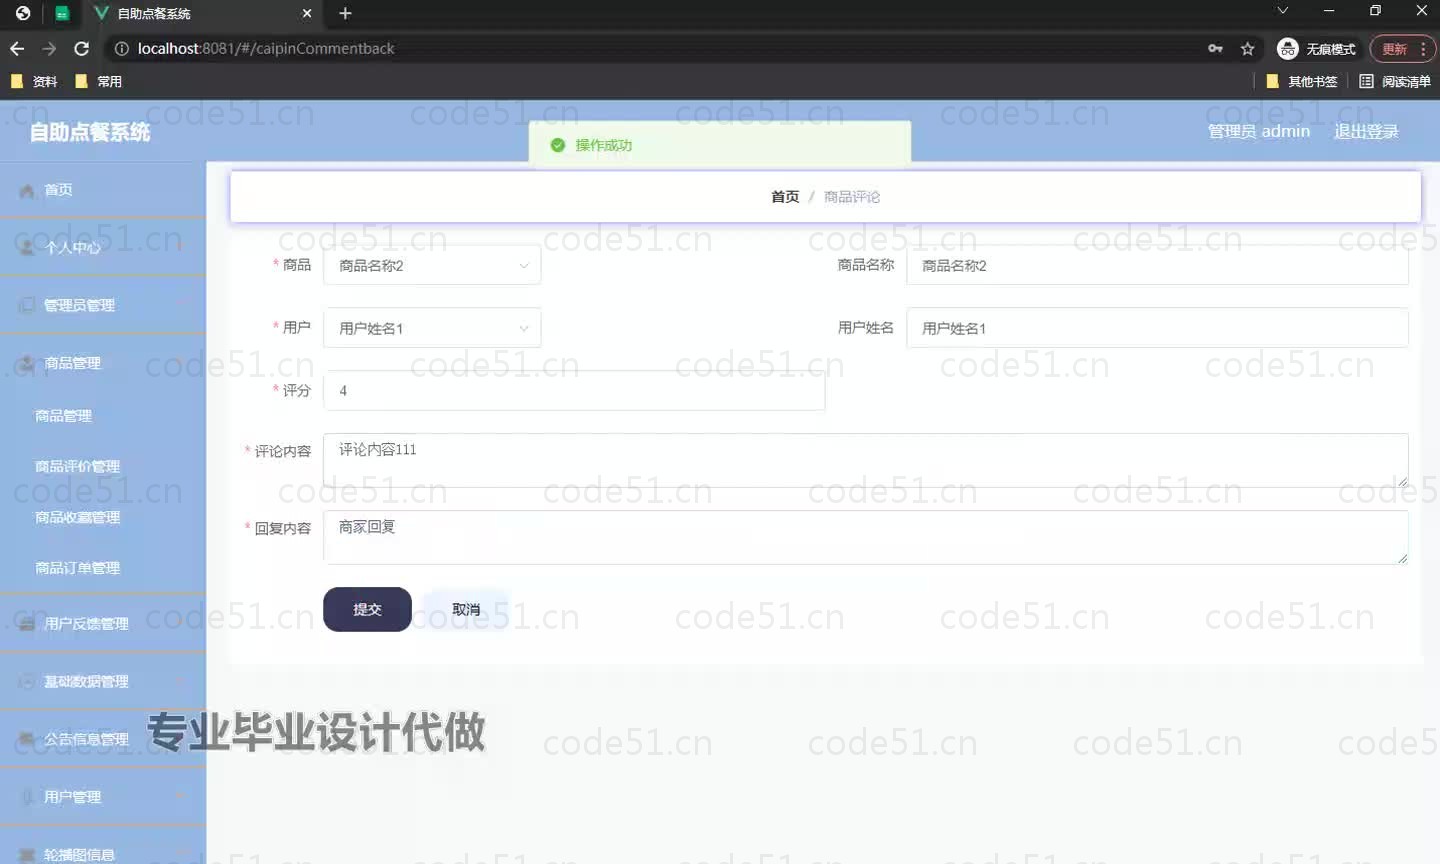 自助点餐系统
localhost:8081/#/caipinCommentback
无痕模式
更新
资料
常用
其他书签
阅读清单
自助点餐系统
操作成功
管理员 admin
退出登录
首页
个人中心
管理员管理
商品管理
商品管理
商品评价管理
商品收藏管理
商品订单管理
用户反馈管理
基础数据管理
公告信息管理
用户管理
轮播图信息
首页 / 商品评论
* 商品 商品名称2
商品名称 商品名称2
* 用户 用户姓名1
用户姓名 用户姓名1
* 评分 4
* 评论内容 评论内容111
* 回复内容 商家回复
提交 取消
专业毕业设计代做
code51.cn